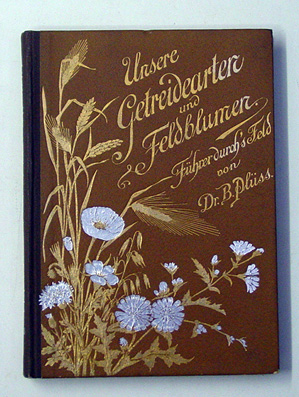 Unsere
Getreidearten
und
Feldblumen.
Führer durch's Feld
von
Dr. B. Plüss.